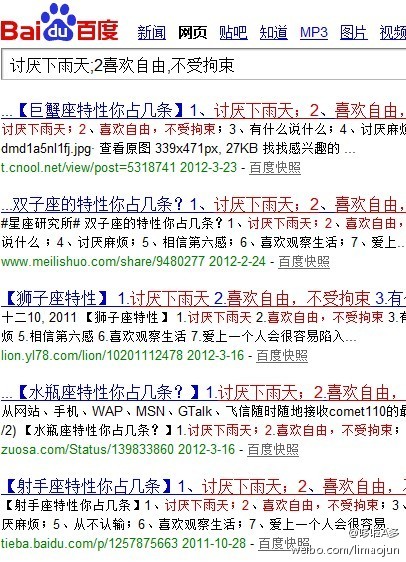 Bai du 百度 新闻 网页 贴吧 知道 MP3 图片 视频
讨厌下雨天;2喜欢自由,不受拘束
...【巨蟹座特性你占几条】1、讨厌下雨天；2、喜欢自由，
讨厌下雨天；2、喜欢自由，不受拘束；3、有什么说什么；4、讨厌麻烦
dmd1a5nl1fj.jpg· 查看原图 339x471px, 27KB 找找感兴趣的 ...
t.cnool.net/view/post=5318741 2012-3-23 - 百度快照
...双子座的特性你占几条？1、讨厌下雨天；2、喜欢自由，
#星座研究所# 双子座的特性你占几条？1、讨厌下雨天；2、喜欢自
说什么 ；4、讨厌麻烦；5、相信第六感；6、喜欢观察生活；7、爱上...
www.meilishuo.com/share/9480277 2012-2-24 - 百度快照
【狮子座特性】 1.讨厌下雨天 2.喜欢自由，不受拘束 3.有
十二10, 2011 【狮子座特性】 1.讨厌下雨天 2.喜欢自由，不受拘束
烦 5.相信第六感 6.喜欢观察生活 7.爱上一个人会很容易陷入...
lion.yl78.com/lion/10201112478 2012-3-16 - 百度快照
...【水瓶座特性你占几条？】1.讨厌下雨天；2.喜欢自由，
从网站、手机、WAP、MSN、GTalk、飞信随时随地接收comet110的最
/2) 【水瓶座特性你占几条？】1.讨厌下雨天；2.喜欢自由，不受拘束；
zuosa.com/Status/139833860 2012-3-16 - 百度快照
【射手座特性你占几条】1、讨厌下雨天；2、喜欢自由，不
【射手座特性你占几条】1、讨厌下雨天；2、喜欢自由，不受拘束；3、
厌麻烦；5、从不认输；6、喜欢观察生活；7、爱上一个人会很容易
tieba.baidu.com/p/1257875663 2011-10-28 - 百度快照
weibo.com/limaojun